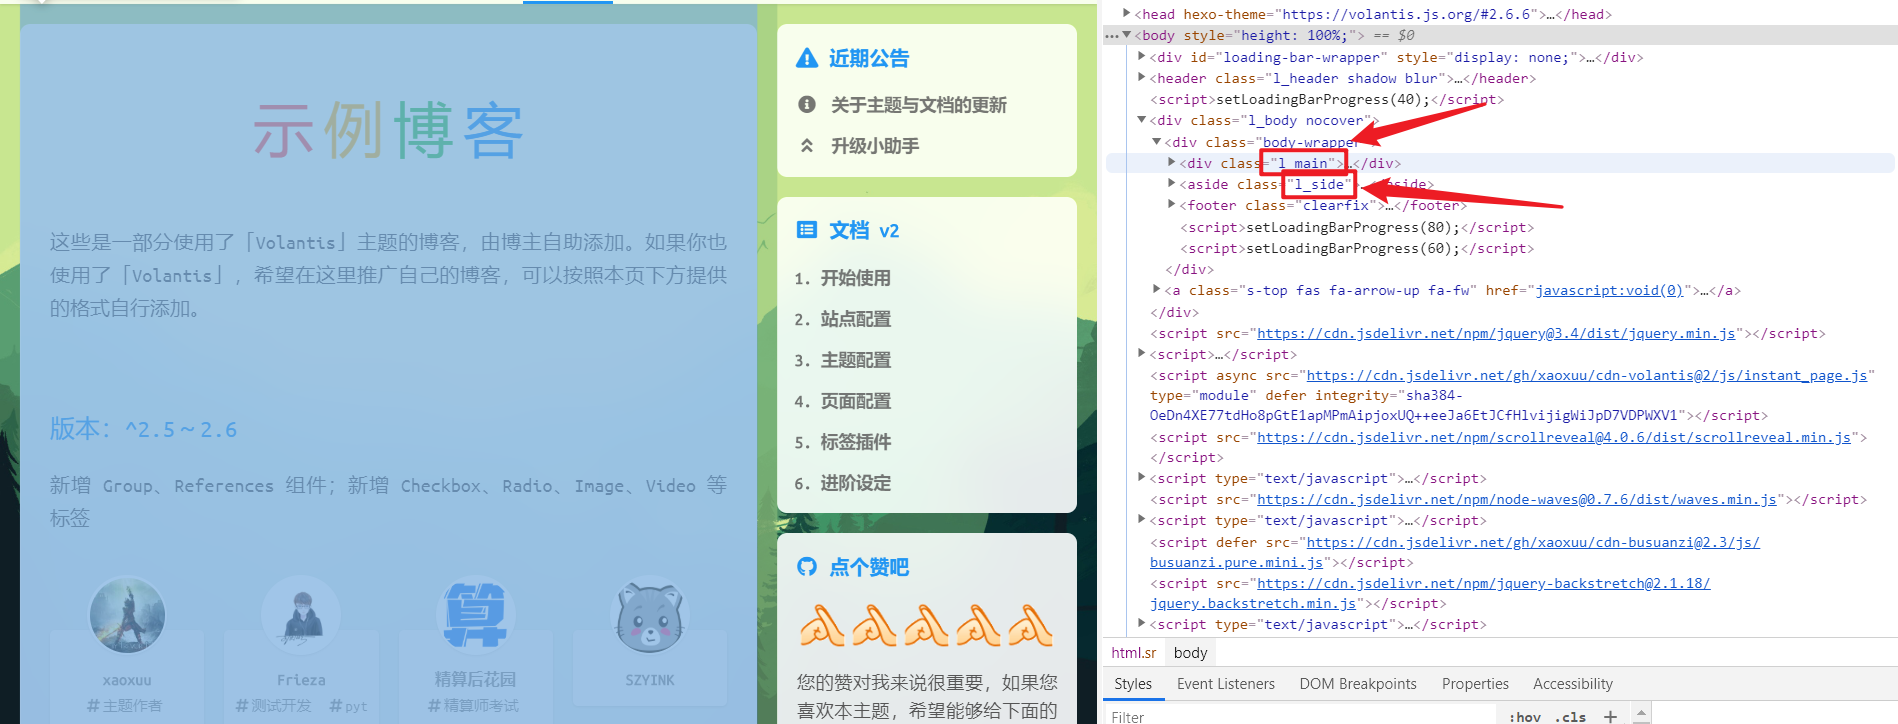 示例博客
这些是一部分使用了「Volantis」主题的博客，由博主自助添加。如果你也
使用了「Volantis」，希望在这里推广自己的博客，可以按照本页下方提供
的格式自行添加。
版本：^2.5～2.6
新增 Group、References 组件；新增 Checkbox、Radio、Image、Video 等
标签
算
xaoxuu
#主题作者
Frieza
#测试开发 #pyt
精算后花园
#精算师考试
SZYINK
近期公告
关于主题与文档的更新
升级小助手
文档 v2
1. 开始使用
2. 站点配置
3. 主题配置
4. 页面配置
5. 标签插件
6. 进阶设定
点个赞吧
您的赞对我来说很重要，如果您
喜欢本主题，希望能够给下面的
<head hexo-theme="https://volantis.js.org/#2.6.6">…</head>
<body style="height: 100%;"> == $0
<div id="loading-bar-wrapper" style="display: none;">…</div>
<header class="l_header shadow blur">…</header>
<script>setLoadingBarProgress(40);</script>
<div class="l_body nocover">
<div class="body-wrapper
<div class="l_main">…</div>
<aside class="l_side">…</aside>
<footer class="clearfix">…</footer>
<script>setLoadingBarProgress(80);</script>
<script>setLoadingBarProgress(60);</script>
</div>
<a class="s-top fas fa-arrow-up fa-fw" href="javascript:void(0)">…</a>
</div>
<script src="https://cdn.jsdelivr.net/npm/jquery@3.4/dist/jquery.min.js"></script>
<script>…</script>
<script async src="https://cdn.jsdelivr.net/gh/xaoxuu/cdn-volantis@2/js/instant_page.js"
type="module" defer integrity="sha384-
OeDn4XE77tdHo8pGtE1apMPmAipjoxUQ++eeJa6EtJCfHlvijigWiJpD7VDPWXV1"></script>
<script src="https://cdn.jsdelivr.net/npm/scrollreveal@4.0.6/dist/scrollreveal.min.js">
</script>
<script type="text/javascript">…</script>
<script src="https://cdn.jsdelivr.net/npm/node-waves@0.7.6/dist/waves.min.js"></script>
<script type="text/javascript">…</script>
<script defer src="https://cdn.jsdelivr.net/gh/xaoxuu/cdn-busuanzi@2.3/js/
busuanzi.pure.mini.js"></script>
<script src="https://cdn.jsdelivr.net/npm/jquery-backstretch@2.1.18/
jquery.backstretch.min.js"></script>
<script type="text/javascript">…</script>
html.sr body
Styles Event Listeners DOM Breakpoints Properties Accessibility
Filter :hov .cls +